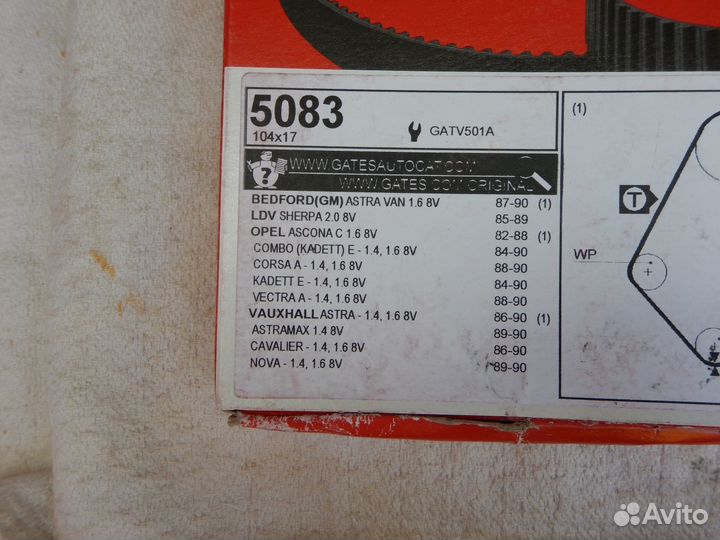 5083
104x17
GATV501A
WWW.GATESAUTOCAT.COM
WWW.GATES.COM ORIGINAL
BEDFORD(GM) ASTRA VAN 1.6 8V 87-90 (1)
LDV SHERPA 2.0 8V 85-89
OPEL ASCONA C 1.6 8V 82-88 (1)
COMBO (KADETT) E - 1.4, 1.6 8V 84-90
CORSA A - 1.4, 1.6 8V 88-90
KADETT E - 1.4, 1.6 8V 84-90
VECTRA A - 1.4, 1.6 8V 88-90
VAUXHALL ASTRA - 1.4, 1.6 8V 86-90 (1)
ASTRAMAX 1.4 8V 89-90
CAVALIER - 1.4, 1.6 8V 86-90
NOVA - 1.4, 1.6 8V 89-90
(1)
T
WP
Avito